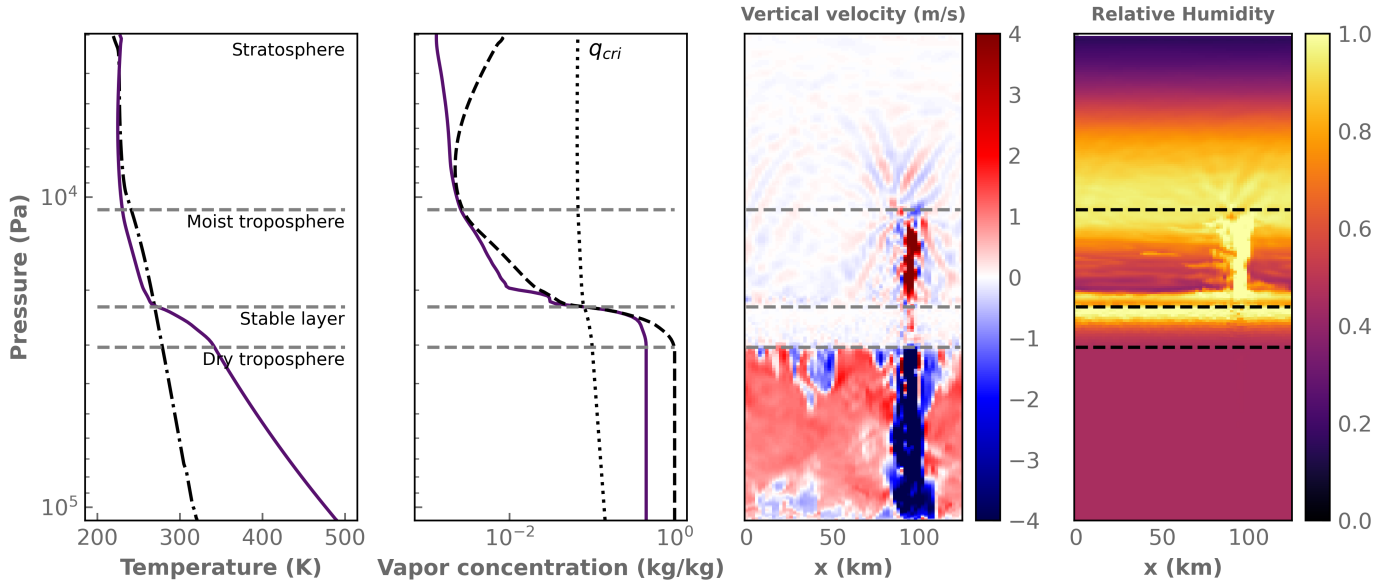 Vertical velocity (m/s)
Relative Humidity
Stratosphere
Moist troposphere
Stable layer
Dry troposphere
q_cri
Pressure (Pa)
10^4
10^5
200 300 400 500
Temperature (K)
10^-2 10^0
Vapor concentration (kg/kg)
0 50 100
x (km)
4
3
2
1
0
−1
−2
−3
−4
0 50 100
x (km)
1.0
0.8
0.6
0.4
0.2
0.0